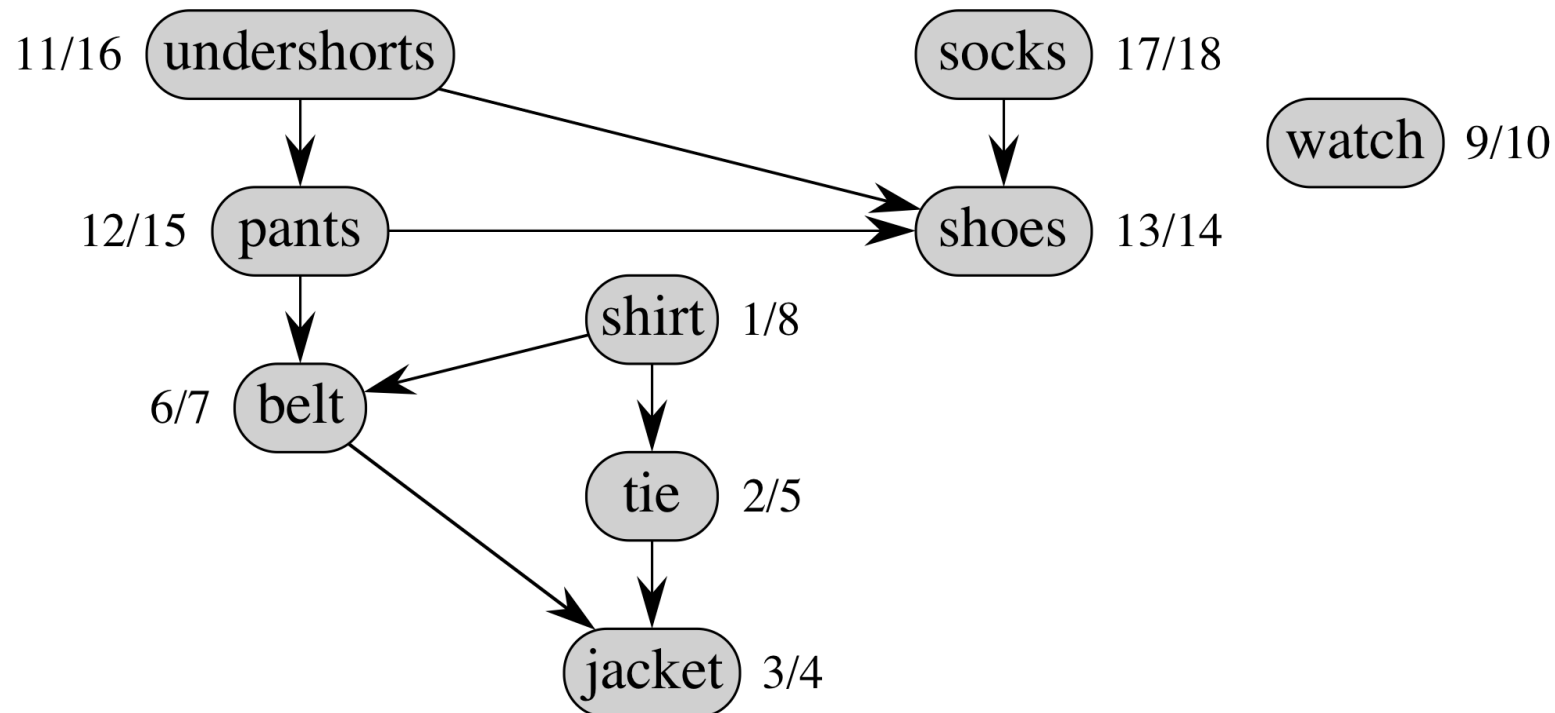 11/16 undershorts socks 17/18
watch 9/10
12/15 pants shoes 13/14
shirt 1/8
6/7 belt
tie 2/5
jacket 3/4